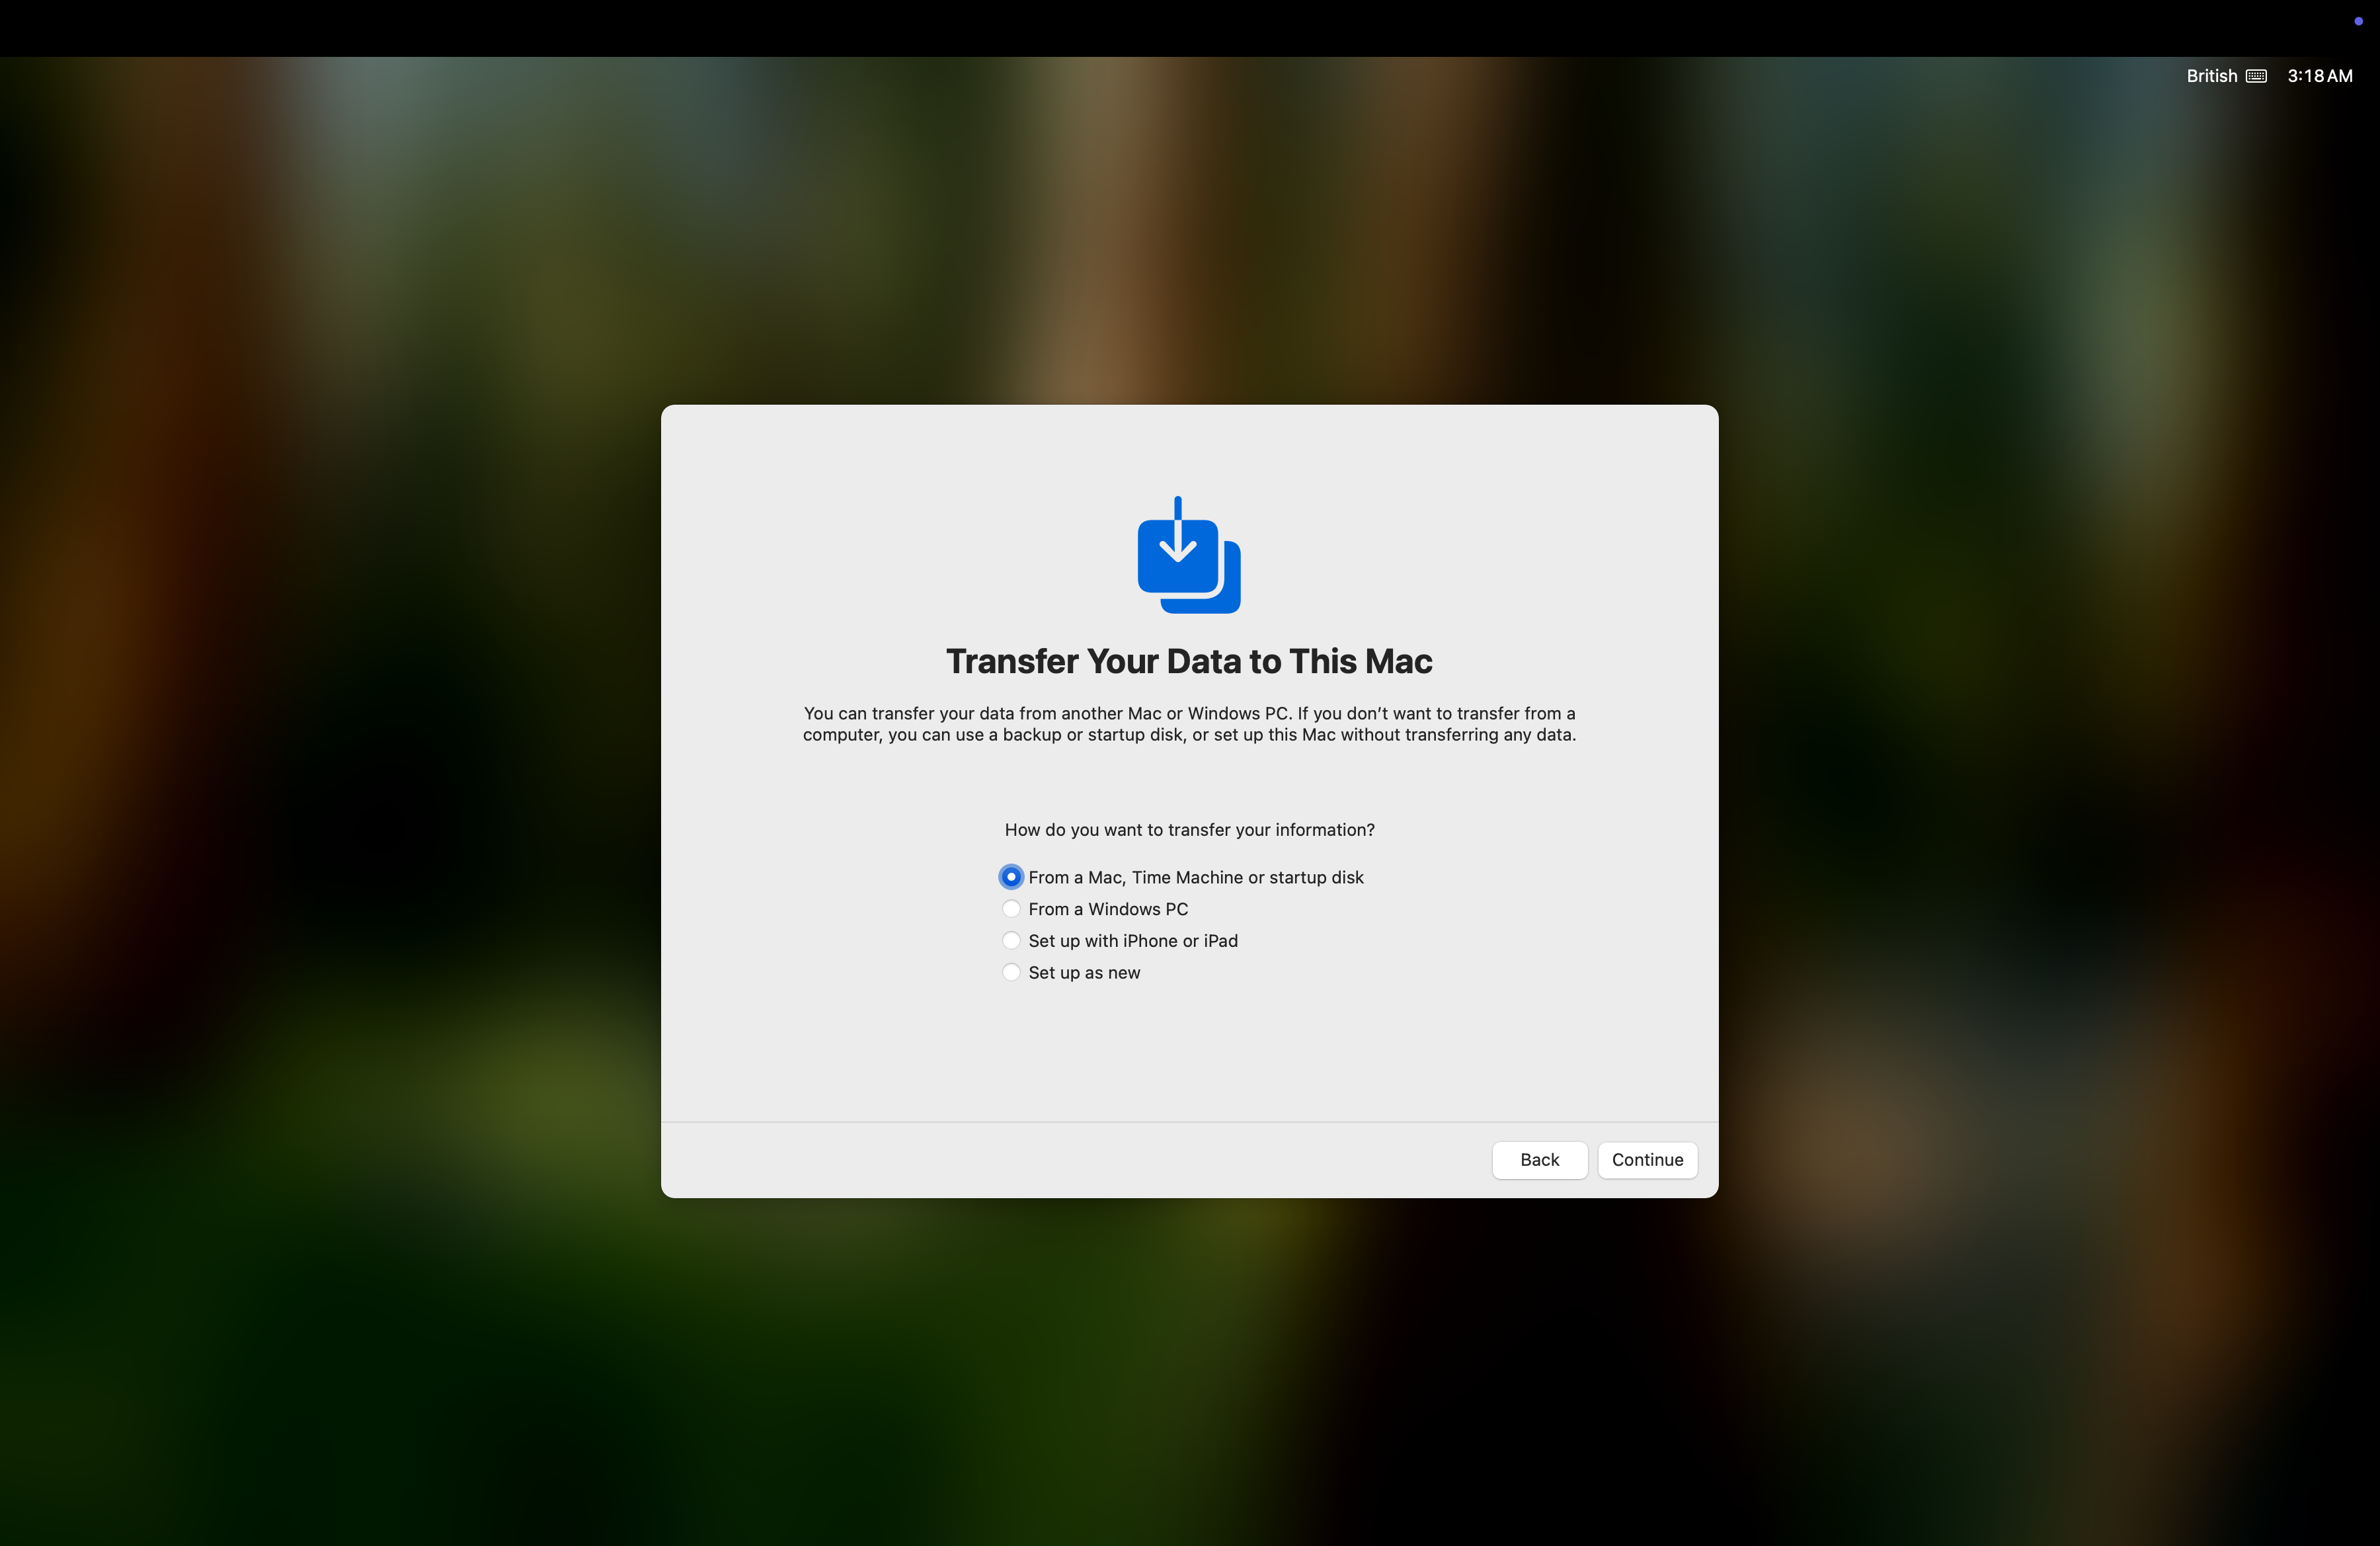 British 3:18 AM
Transfer Your Data to This Mac
You can transfer your data from another Mac or Windows PC. If you don’t want to transfer from a
computer, you can use a backup or startup disk, or set up this Mac without transferring any data.
How do you want to transfer your information?
From a Mac, Time Machine or startup disk
From a Windows PC
Set up with iPhone or iPad
Set up as new
Back Continue